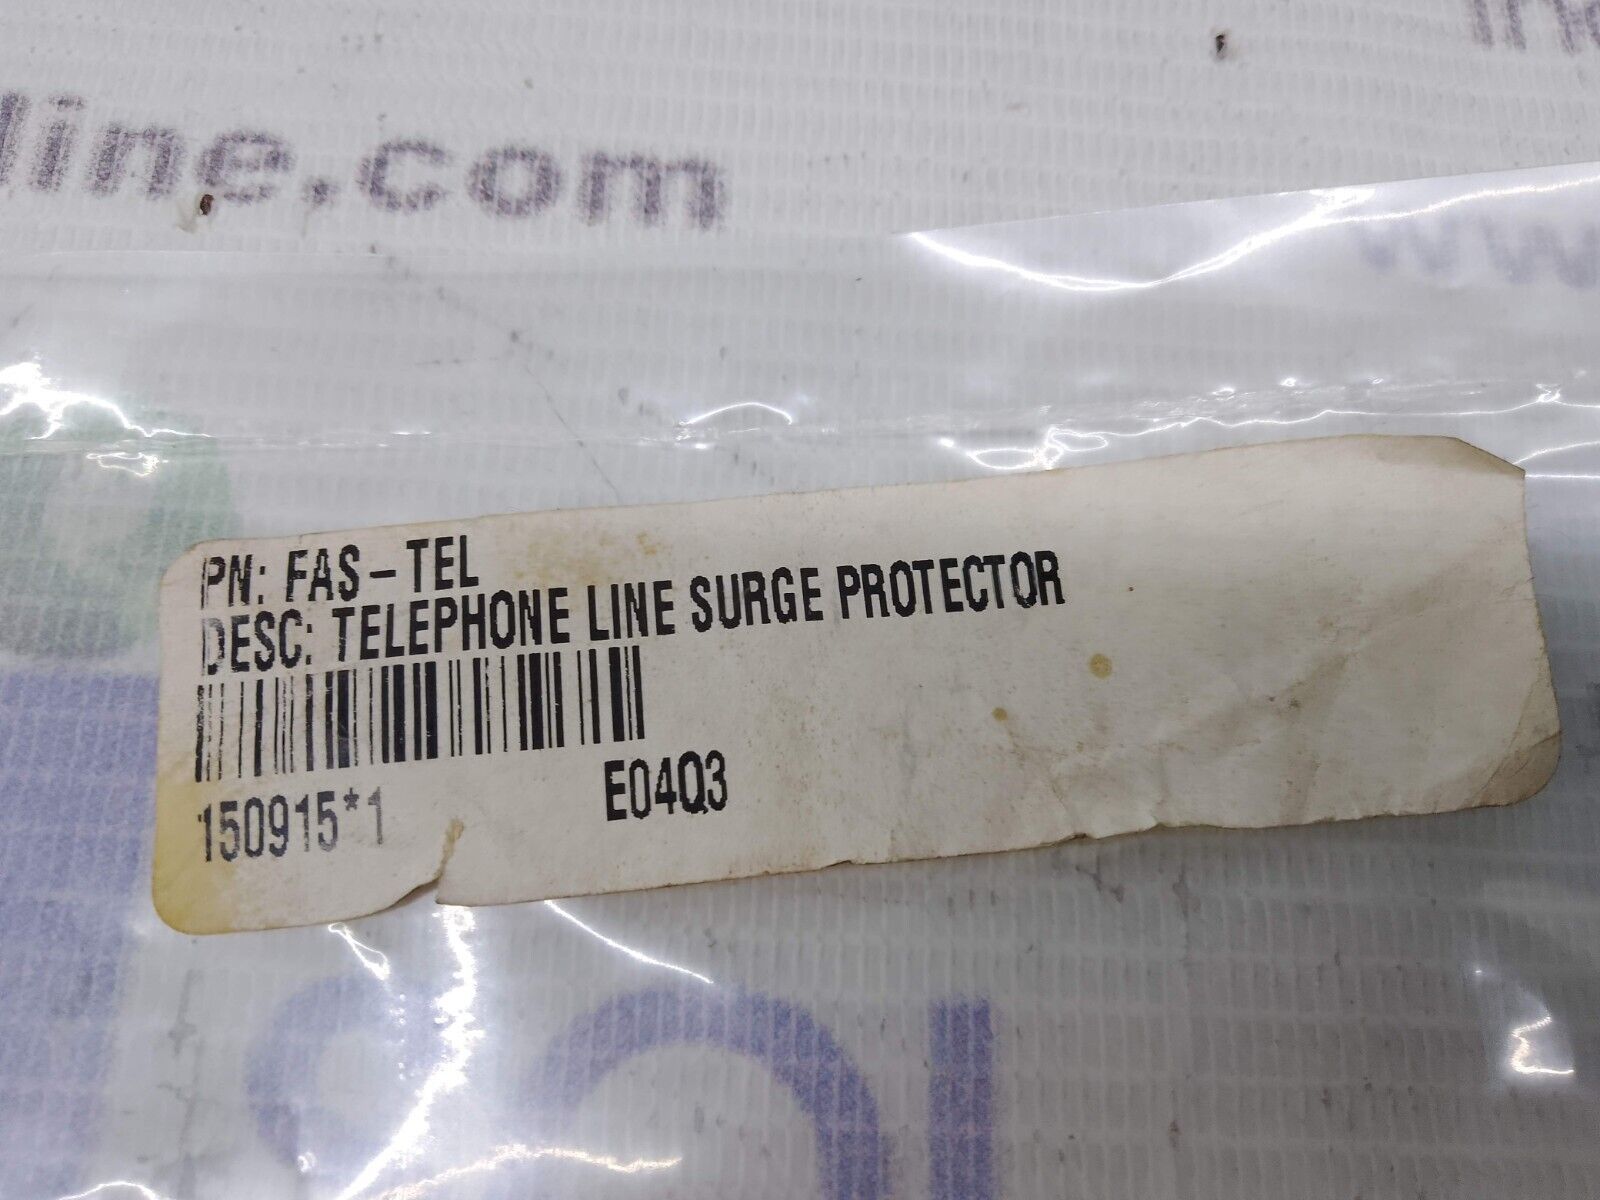 line.com
PN: FAS-TEL
DESC: TELEPHONE LINE SURGE PROTECTOR
150915*1
E04Q3